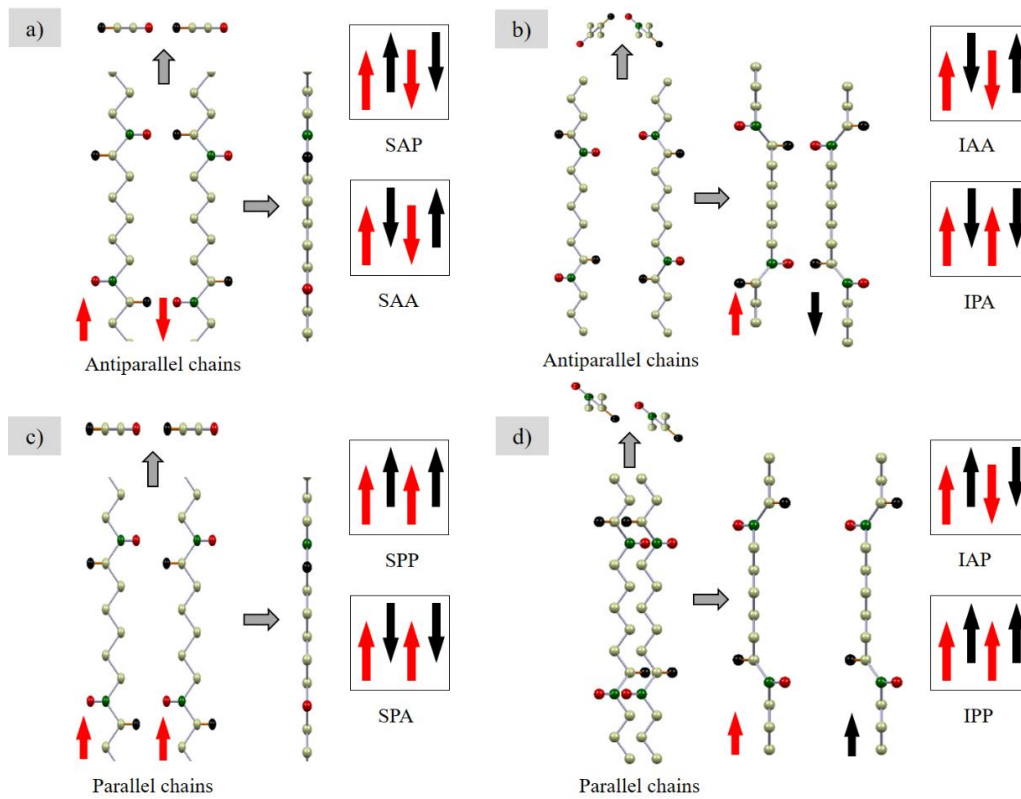 a)
SAP
SAA
Antiparallel chains
b)
IAA
IPA
Antiparallel chains
c)
SPP
SPA
Parallel chains
d)
IAP
IPP
Parallel chains